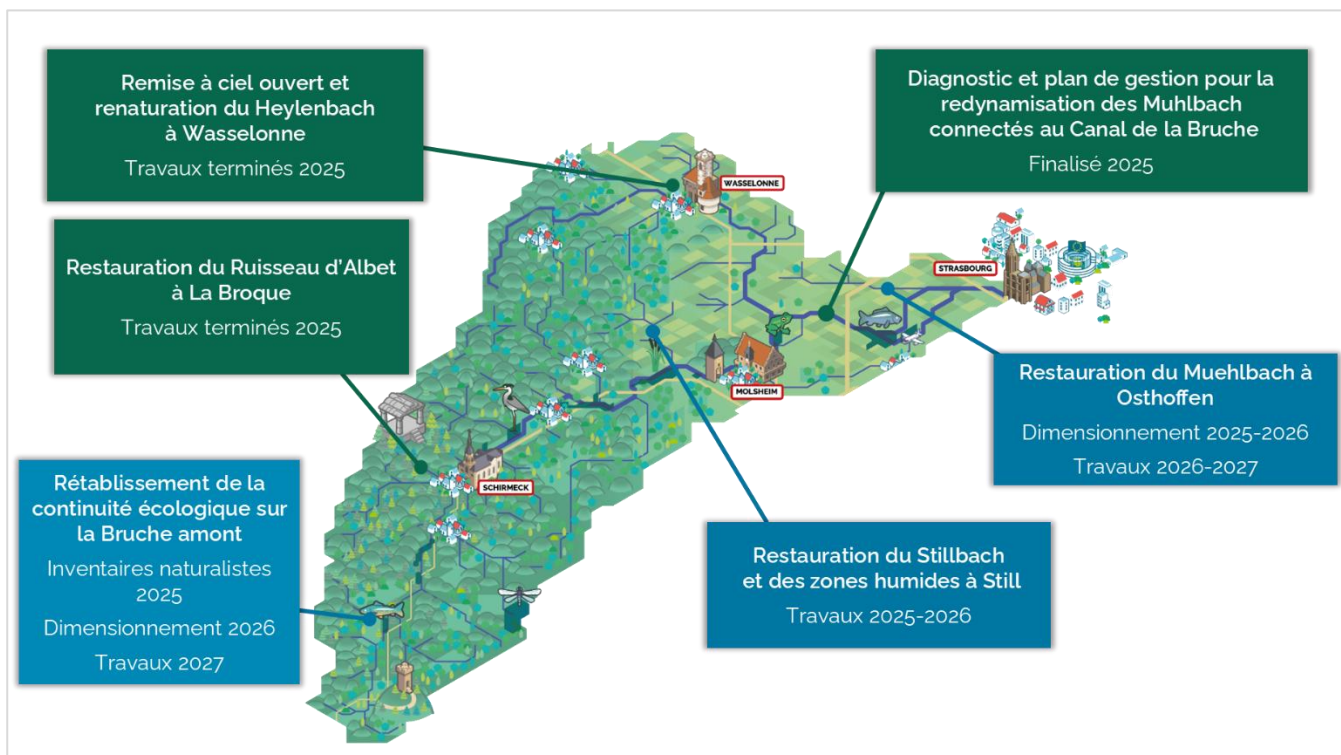 Remise à ciel ouvert et
renaturation du Heylenbach
à Wasselonne
Travaux terminés 2025
Diagnostic et plan de gestion pour la
redynamisation des Muhlbach
connectés au Canal de la Bruche
Finalisé 2025
WASSELONNE
Restauration du Ruisseau d'Albet
à La Broque
Travaux terminés 2025
STRASBOURG
MOLSHEIM
Restauration du Muehlbach à
Osthoffen
Dimensionnement 2025-2026
Travaux 2026-2027
SCHIRMECK
Rétablissement de la
continuité écologique sur
la Bruche amont
Inventaires naturalistes
2025
Dimensionnement 2026
Travaux 2027
Restauration du Stillbach
et des zones humides à Still
Travaux 2025-2026